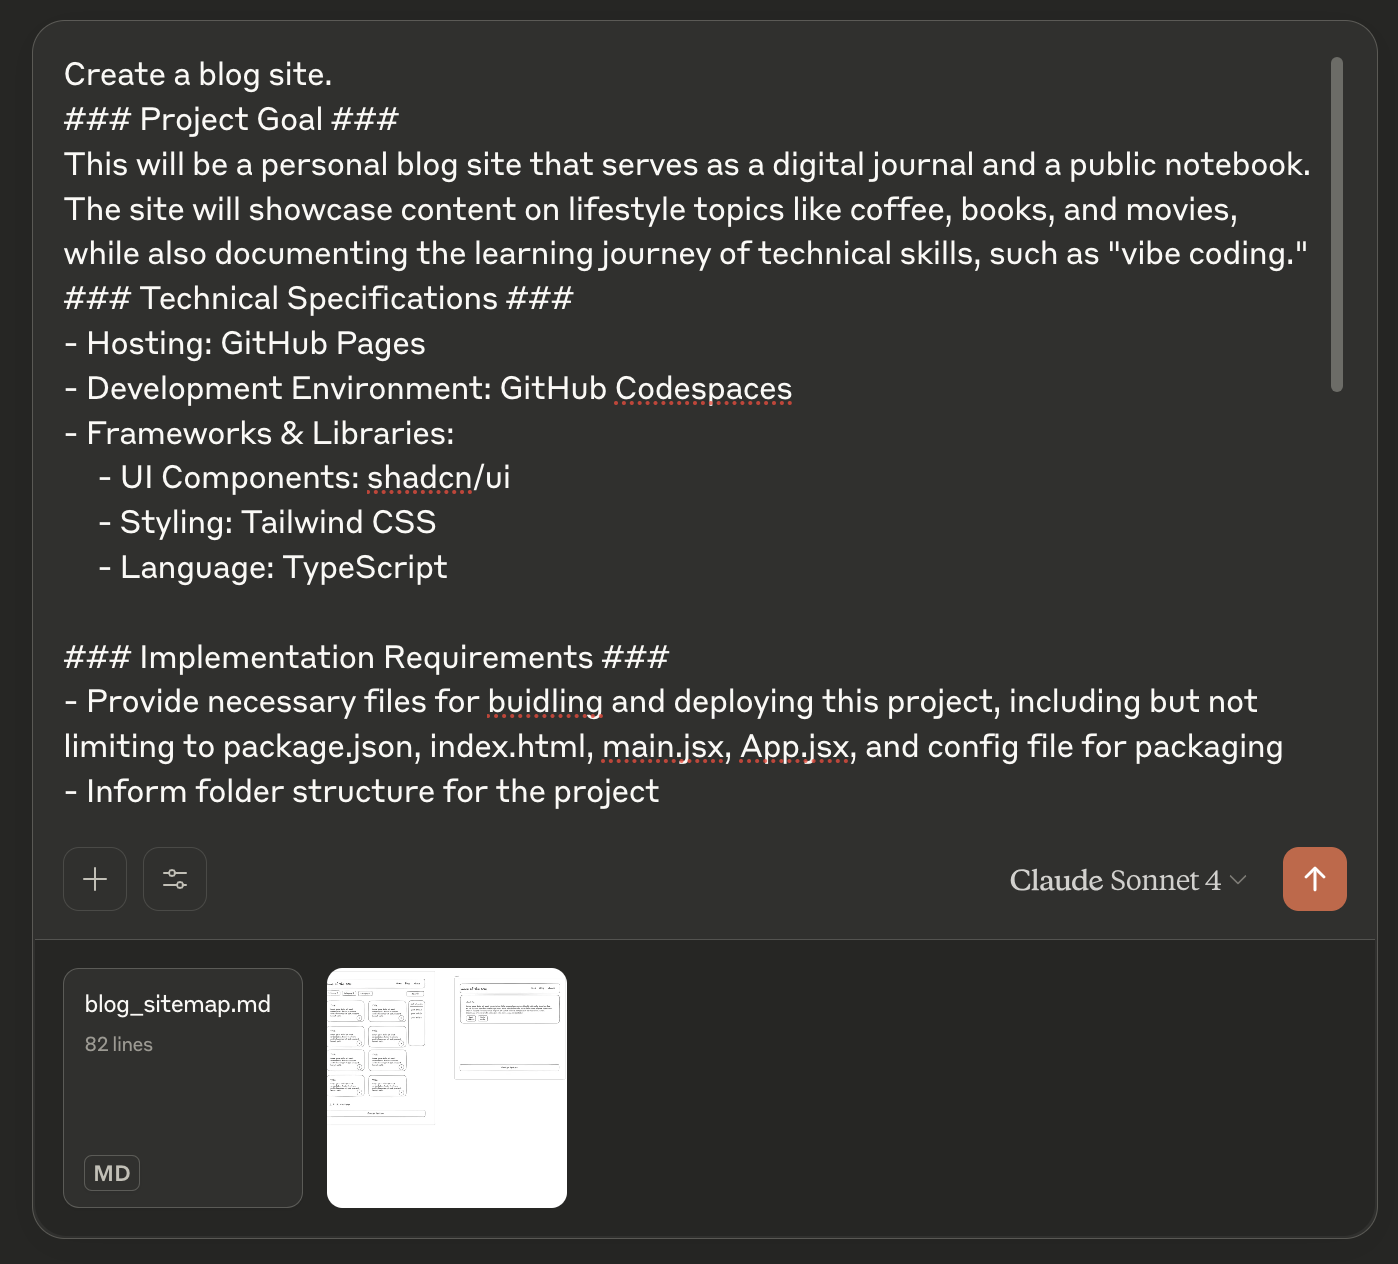 Create a blog site.
### Project Goal ###
This will be a personal blog site that serves as a digital journal and a public notebook.
The site will showcase content on lifestyle topics like coffee, books, and movies,
while also documenting the learning journey of technical skills, such as "vibe coding."
### Technical Specifications ###
- Hosting: GitHub Pages
- Development Environment: GitHub Codespaces
- Frameworks & Libraries:
- UI Components: shadcn/ui
- Styling: Tailwind CSS
- Language: TypeScript
### Implementation Requirements ###
- Provide necessary files for buidling and deploying this project, including but not
limiting to package.json, index.html, main.jsx, App.jsx, and config file for packaging
- Inform folder structure for the project
Claude Sonnet 4
blog_sitemap.md
82 lines
MD